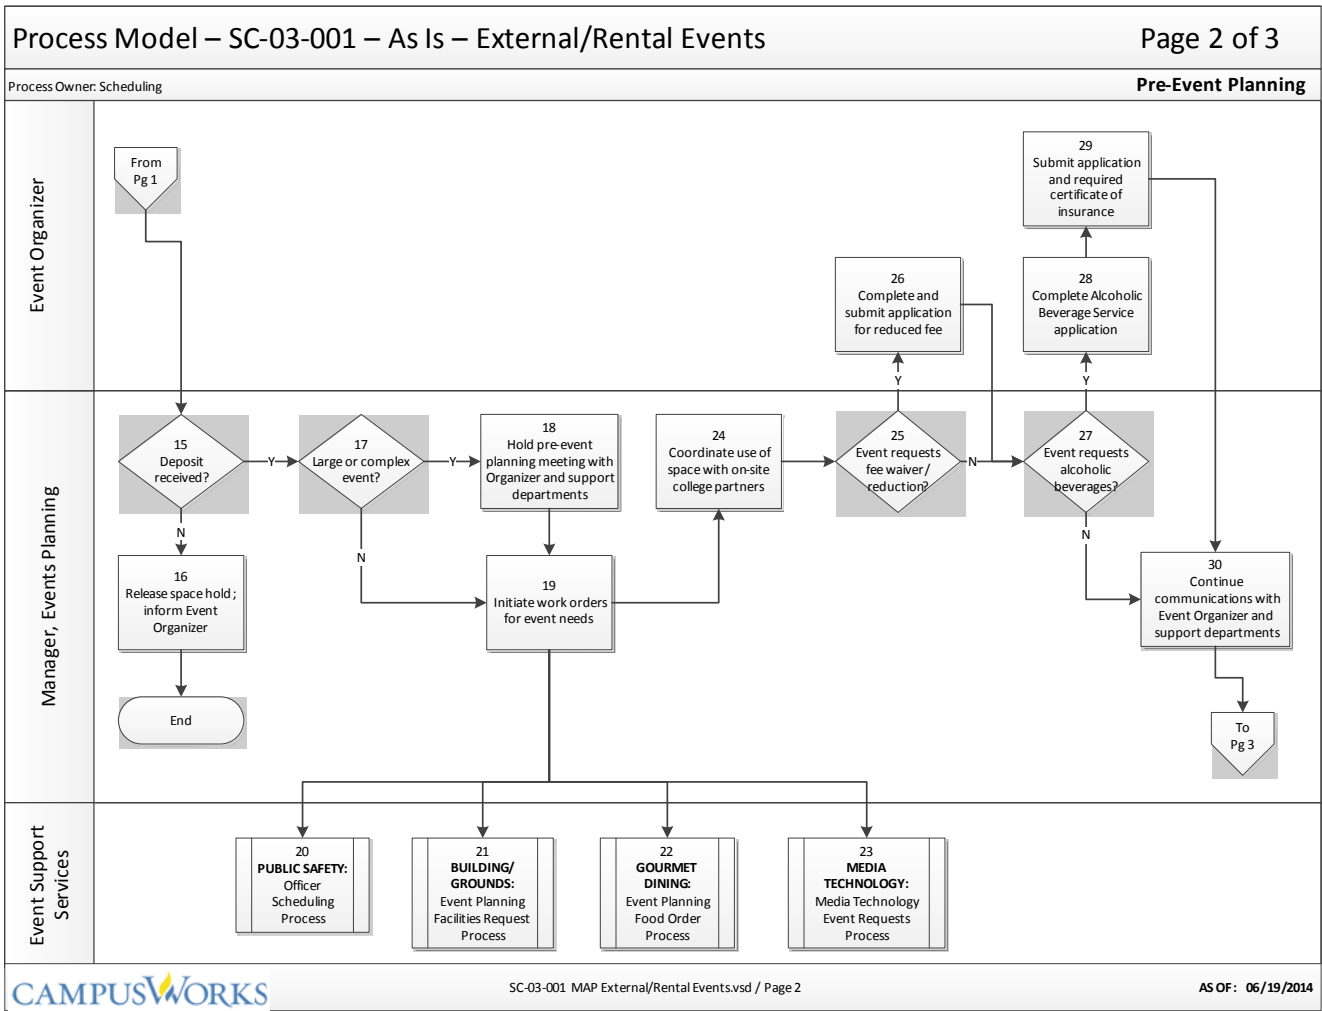 Process Model – SC-03-001 – As Is – External/Rental Events
Page 2 of 3
Process Owner: Scheduling
Pre-Event Planning
Event Organizer
From
Pg 1
29
Submit application
and required
certificate of
insurance
26
Complete and
submit application
for reduced fee
28
Complete Alcoholic
Beverage Service
application
Y
Y
Manager, Events Planning
15
Deposit
received?
Y
17
Large or complex
event?
Y
18
Hold pre-event
planning meeting with
Organizer and support
departments
24
Coordinate use of
space with on-site
college partners
25
Event requests
fee waiver/
reduction?
N
27
Event requests
alcoholic
beverages?
N
N
N
16
Release space hold;
inform Event
Organizer
19
Initiate work orders
for event needs
30
Continue
communications with
Event Organizer and
support departments
End
To
Pg 3
Event Support
Services
20
PUBLIC SAFETY:
Officer
Scheduling
Process
21
BUILDING/
GROUNDS:
Event Planning
Facilities Request
Process
22
GOURMET
DINING:
Event Planning
Food Order
Process
23
MEDIA
TECHNOLOGY:
Media Technology
Event Requests
Process
CAMPUSWORKS
SC-03-001 MAP External/Rental Events.vsd / Page 2
AS OF: 06/19/2014